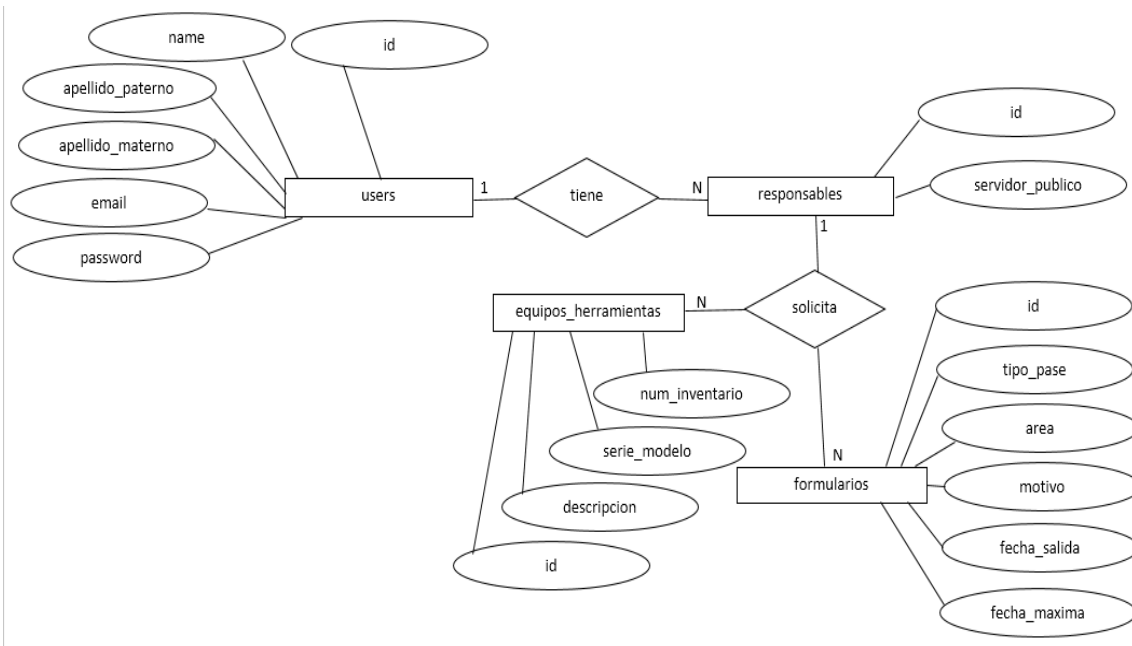 name
id
apellido_paterno
apellido_materno
email
password
users
1
tiene
N
responsables
id
servidor_publico
1
solicita
N
equipos_herramientas
num_inventario
serie_modelo
descripcion
id
N
formularios
id
tipo_pase
area
motivo
fecha_salida
fecha_maxima